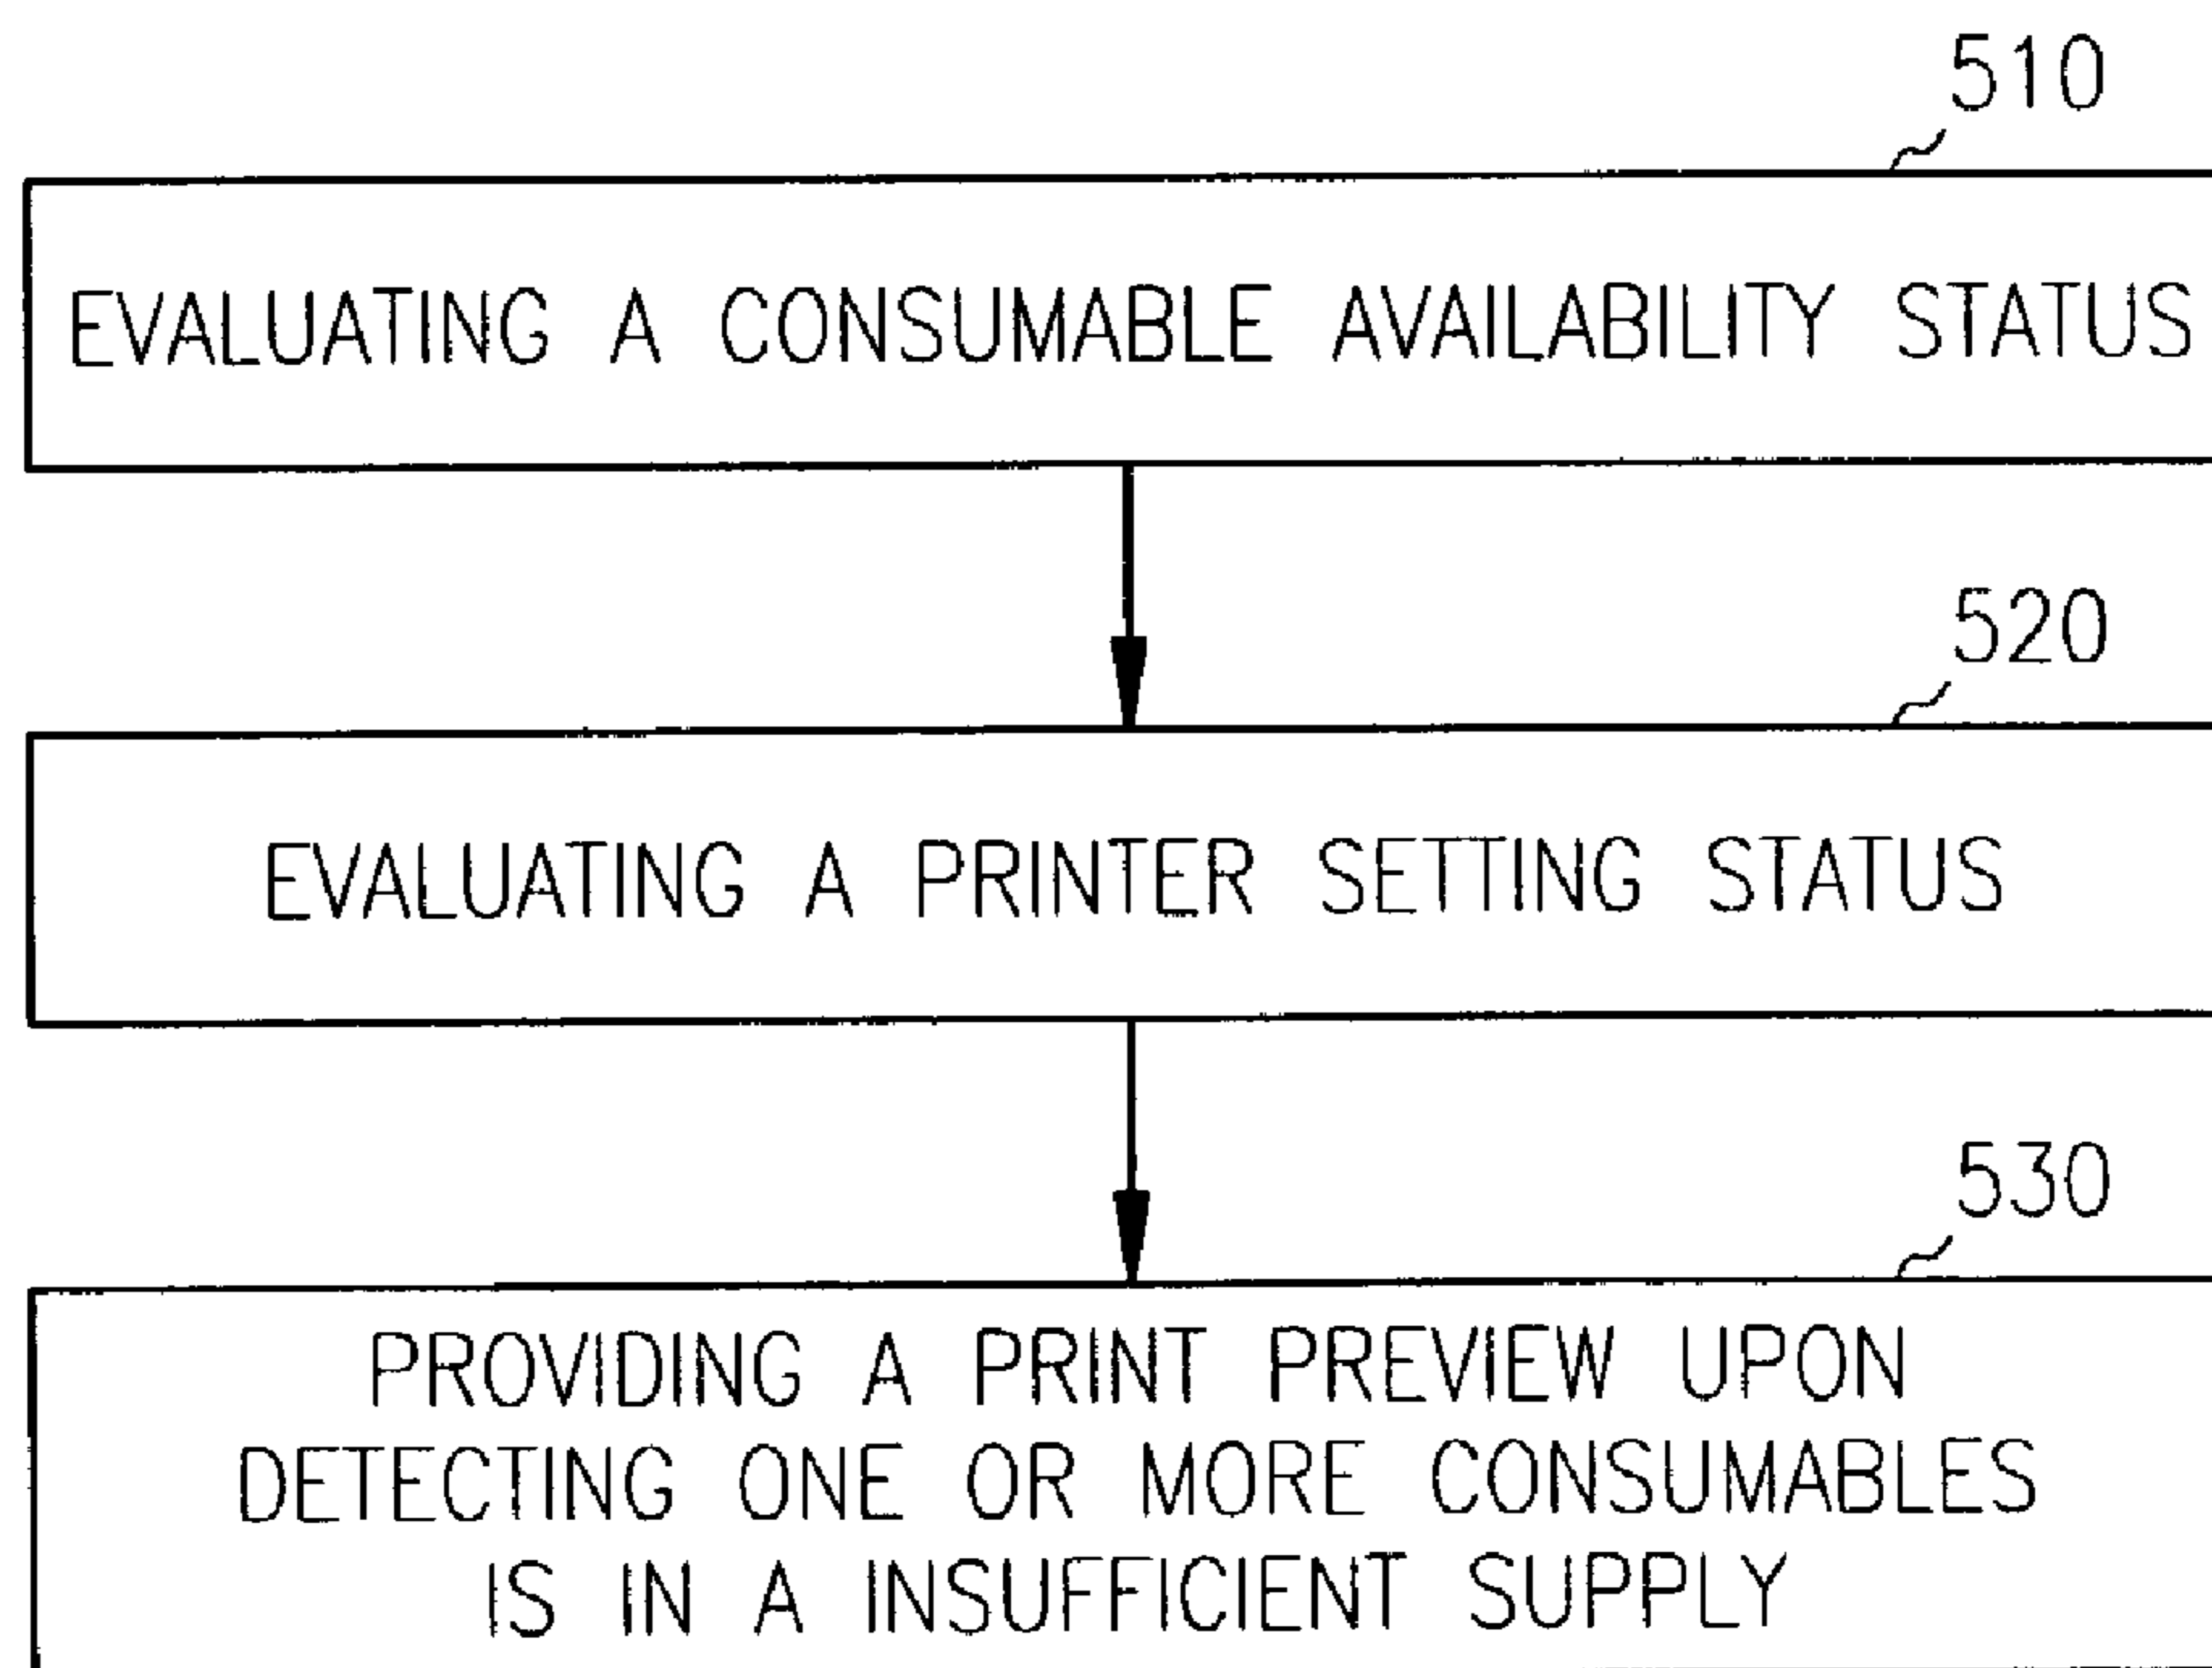 510
EVALUATING A CONSUMABLE AVAILABILITY STATUS
520
EVALUATING A PRINTER SETTING STATUS
530
PROVIDING A PRINT PREVIEW UPON
DETECTING ONE OR MORE CONSUMABLES
IS IN A INSUFFICIENT SUPPLY